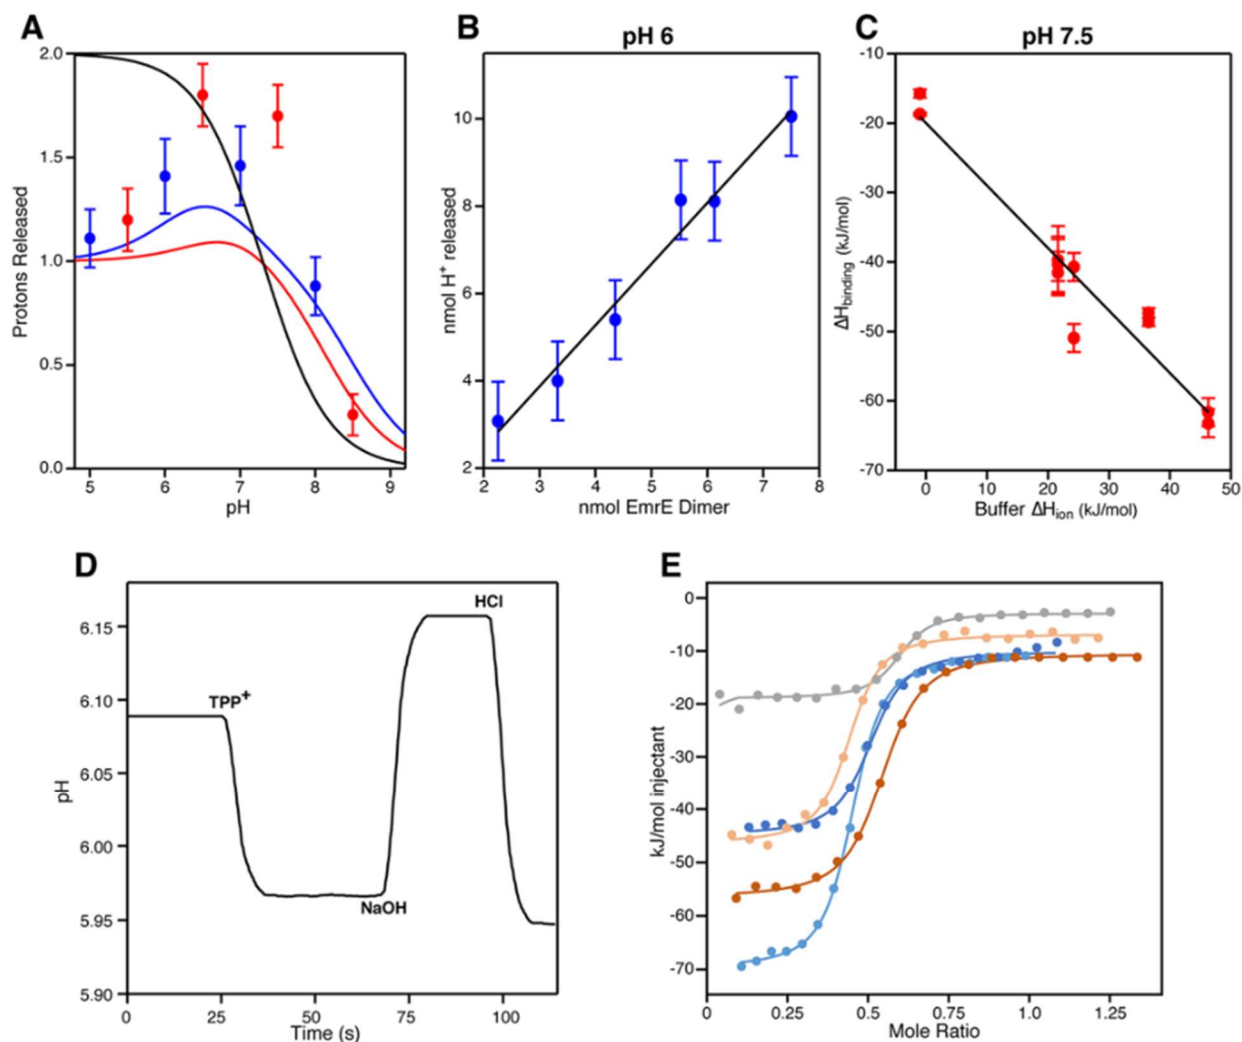 A
2.0
1.5
1.0
0.5
0.0
Protons Released
5 6 7 8 9
pH
B
pH 6
10
8
6
4
2
nmol H⁺ released
2 3 4 5 6 7 8
nmol EmrE Dimer
C
pH 7.5
-10
-20
-30
-40
-50
-60
-70
ΔHbinding (kJ/mol)
0 10 20 30 40 50
Buffer ΔHion (kJ/mol)
D
6.15
6.10
6.05
6.00
5.95
5.90
pH
TPP⁺
NaOH
HCl
0 25 50 75 100
Time (s)
E
0
-10
-20
-30
-40
-50
-60
-70
kJ/mol injectant
0 0.25 0.5 0.75 1.0 1.25
Mole Ratio